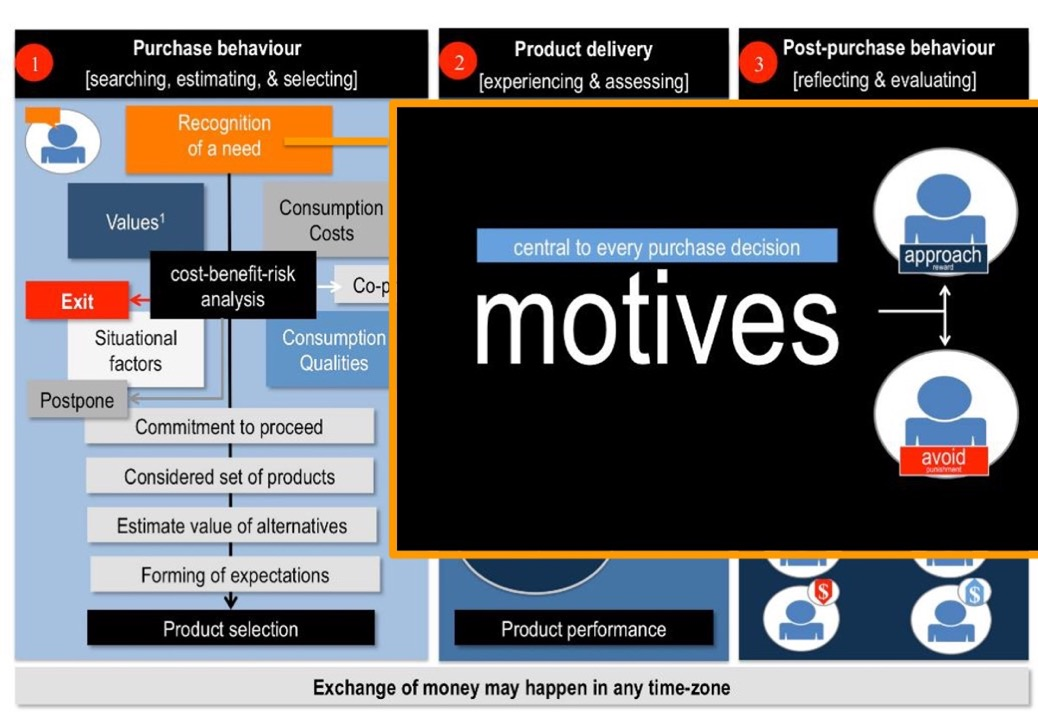 1
Purchase behaviour
[searching, estimating, & selecting]
2
Product delivery
[experiencing & assessing]
3
Post-purchase behaviour
[reflecting & evaluating]
Recognition
of a need
Values¹
Consumption
Costs
cost-benefit-risk
analysis
Exit
Co-p
Situational
factors
Consumption
Qualities
Postpone
Commitment to proceed
Considered set of products
Estimate value of alternatives
Forming of expectations
Product selection
central to every purchase decision
motives
approach
reward
avoid
punishment
Product performance
$
$
Exchange of money may happen in any time-zone